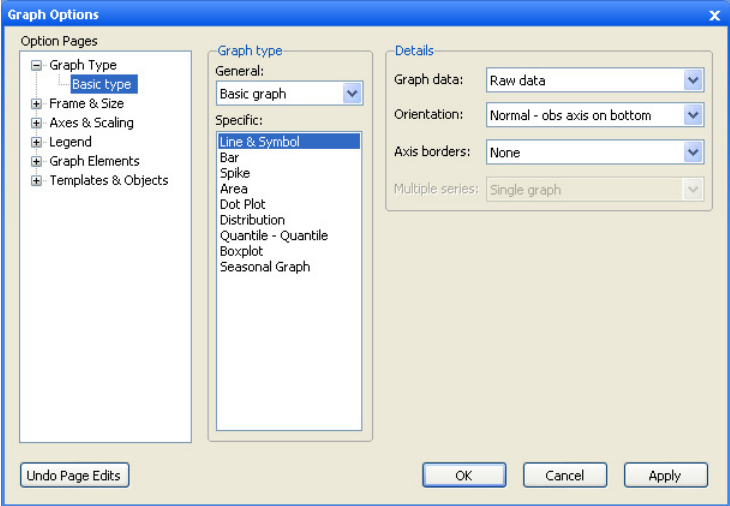 Graph Options
Option Pages
Graph Type
Basic type
Frame & Size
Axes & Scaling
Legend
Graph Elements
Templates & Objects
Graph type
General:
Basic graph
Specific:
Line & Symbol
Bar
Spike
Area
Dot Plot
Distribution
Quantile - Quantile
Boxplot
Seasonal Graph
Details
Graph data: Raw data
Orientation: Normal - obs axis on bottom
Axis borders: None
Multiple series: Single graph
Undo Page Edits
OK
Cancel
Apply